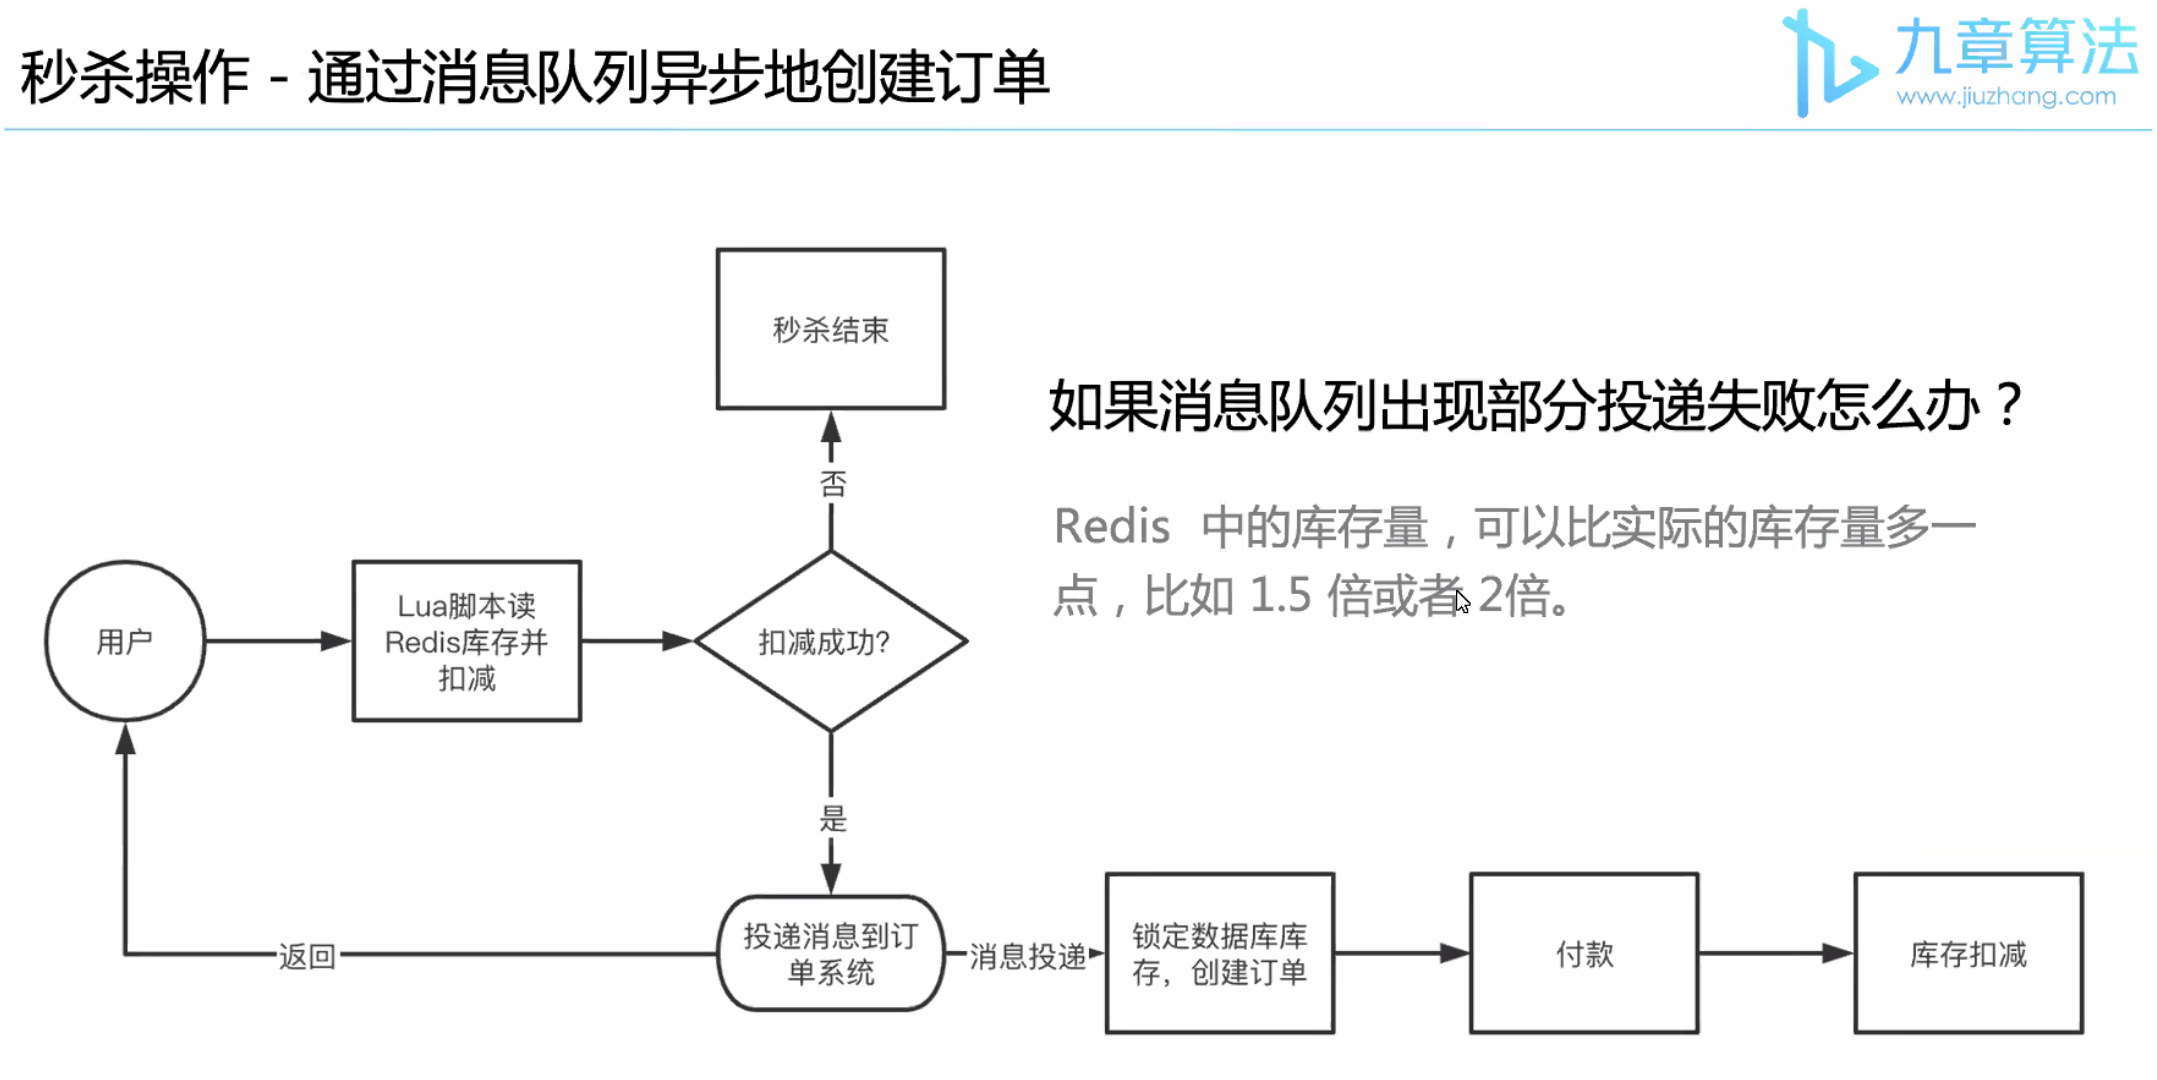 秒杀操作 - 通过消息队列异步地创建订单
九章算法
www.jiuzhang.com
秒杀结束
如果消息队列出现部分投递失败怎么办？
否
Redis 中的库存量，可以比实际的库存量多一
点，比如 1.5 倍或者 2倍。
用户
Lua脚本读
Redis库存并
扣减
扣减成功?
是
返回
投递消息到订
单系统
消息投递
锁定数据库库
存，创建订单
付款
库存扣减